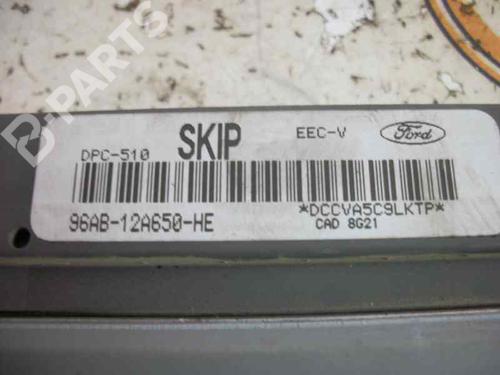 B-PARTS
DPC-510 SKIP EEC-V Ford
96AB-12A650-HE *DCCVA5C9LKTP*
CAD 8G21